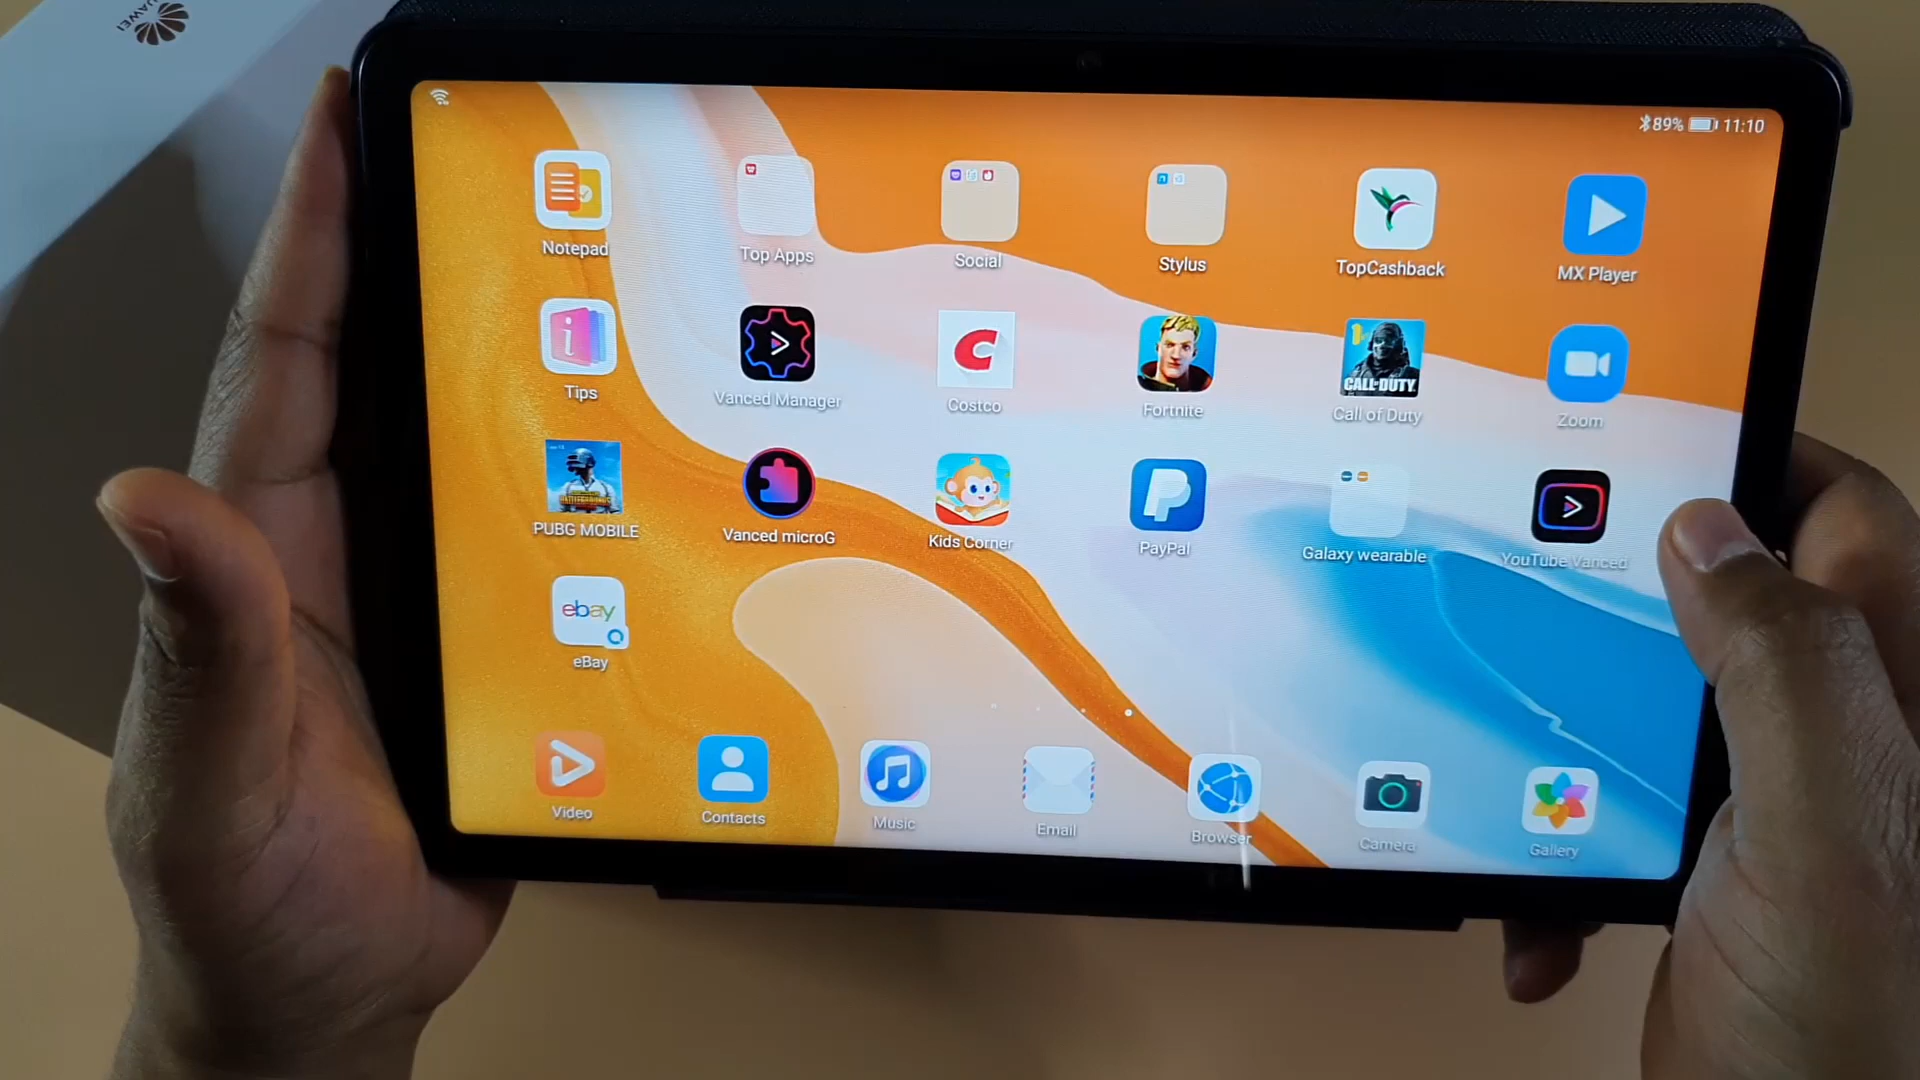 HUAWEI
89% 11:10
Notepad
Top Apps
Social
Stylus
TopCashback
MX Player
Tips
Vanced Manager
Costco
Fortnite
CALL OF DUTY
Call of Duty
Zoom
PUBG MOBILE
Vanced microG
Kids Corner
PayPal
Galaxy wearable
YouTube Vanced
ebay
eBay
Video
Contacts
Music
Email
Browser
Camera
Gallery